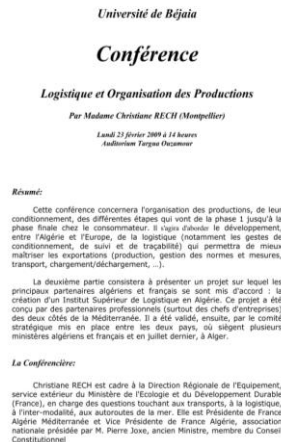 Université de Béjaia
Conférence
Logistique et Organisation des Productions
Par Madame Christiane RECH (Montpellier)
Lundi 23 février 2009 à 14 heures
Auditorium Targua Ouzamour
Résumé:
Cette conférence concernera l'organisation des productions, de leur
conditionnement, des différentes étapes qui vont de la phase 1 jusqu'à la
phase finale chez le consommateur. Il s'agira d'aborder le développement,
entre l'Algérie et l'Europe, de la logistique (notamment les gestes de
conditionnement, de suivi et de traçabilité) qui permettra de mieux
maîtriser les exportations (production, gestion des normes et mesures,
transport, chargement/déchargement, …).
La deuxième partie consistera à présenter un projet sur lequel les
principaux partenaires algériens et français se sont mis d'accord : la
création d'un Institut Supérieur de Logistique en Algérie. Ce projet a été
conçu par des partenaires professionnels (surtout des chefs d'entreprises)
des deux côtés de la Méditerranée. Il a été validé, ensuite, par le comité
stratégique mis en place entre les deux pays, où siègent plusieurs
ministères algériens et français et en juillet dernier, à Alger.
La Conférencière:
Christiane RECH est cadre à la Direction Régionale de l'Equipement,
service extérieur du Ministère de l'Ecologie et du Développement Durable
(France), en charge des questions touchant aux transports, à la logistique,
à l'inter-modalité, aux autoroutes de la mer. Elle est Présidente de France
Algérie Méditerranée et Vice Présidente de France Algérie, association
nationale présidée par M. Pierre Joxe, ancien Ministre, membre du Conseil
Constitutionnel